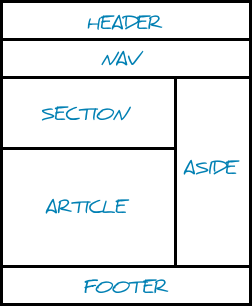 HEADER
NAV
SECTION
ASIDE
ARTICLE
FOOTER